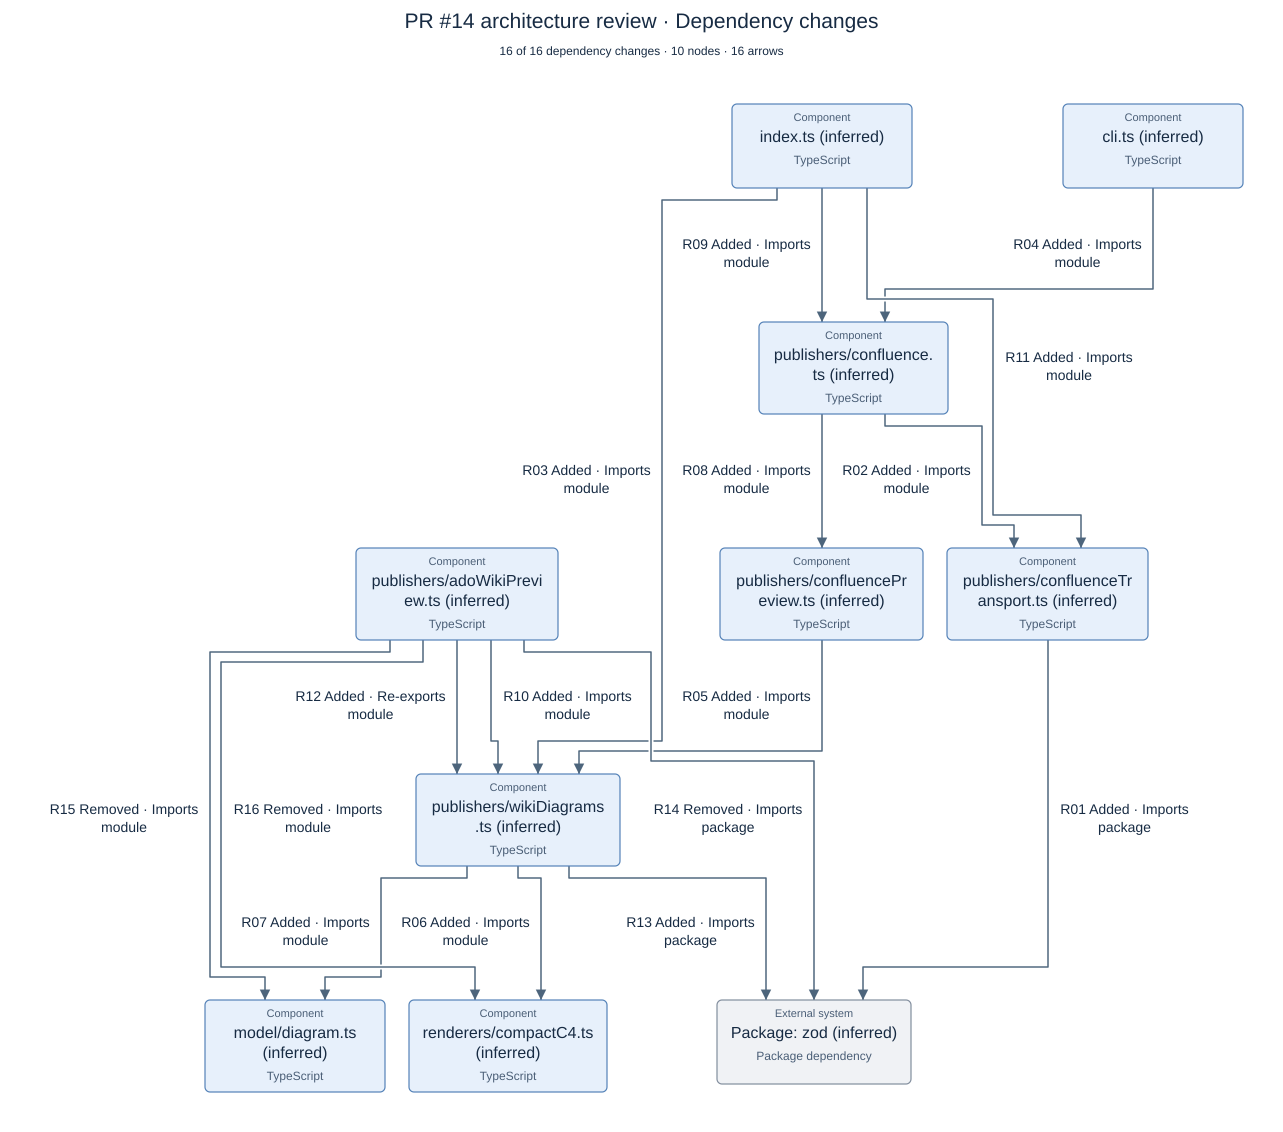 PR #14 architecture review · Dependency changes
16 of 16 dependency changes · 10 nodes · 16 arrows
Component
index.ts (inferred)
TypeScript
Component
cli.ts (inferred)
TypeScript
R09 Added · Imports
module
R04 Added · Imports
module
Component
publishers/confluence.
ts (inferred)
TypeScript
R11 Added · Imports
module
R03 Added · Imports
module
R08 Added · Imports
module
R02 Added · Imports
module
Component
publishers/adoWikiPrevi
ew.ts (inferred)
TypeScript
Component
publishers/confluencePr
eview.ts (inferred)
TypeScript
Component
publishers/confluenceTr
ansport.ts (inferred)
TypeScript
R12 Added · Re-exports
module
R10 Added · Imports
module
R05 Added · Imports
module
R15 Removed · Imports
module
R16 Removed · Imports
module
Component
publishers/wikiDiagrams
.ts (inferred)
TypeScript
R14 Removed · Imports
package
R01 Added · Imports
package
R07 Added · Imports
module
R06 Added · Imports
module
R13 Added · Imports
package
Component
model/diagram.ts
(inferred)
TypeScript
Component
renderers/compactC4.ts
(inferred)
TypeScript
External system
Package: zod (inferred)
Package dependency